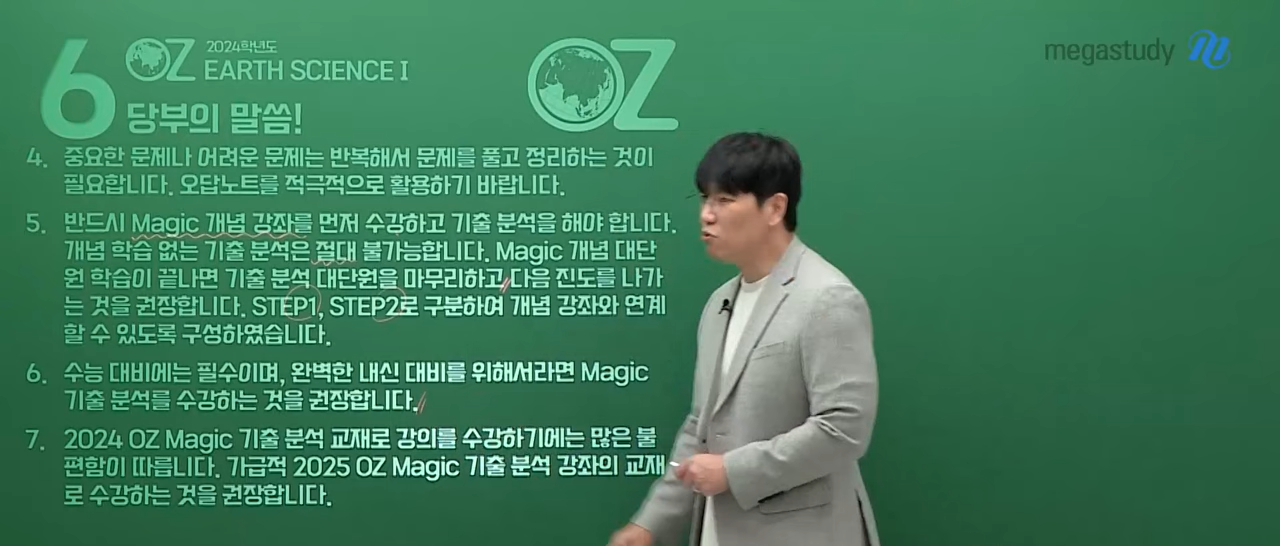 6
OZ 2024학년도
EARTH SCIENCE I
당부의 말씀!
OZ
megastudy
4. 중요한 문제나 어려운 문제는 반복해서 문제를 풀고 정리하는 것이
필요합니다. 오답노트를 적극적으로 활용하기 바랍니다.
5. 반드시 Magic 개념 강좌를 먼저 수강하고 기출 분석을 해야 합니다.
개념 학습 없는 기출 분석은 절대 불가능합니다. Magic 개념 대단
원 학습이 끝나면 기출 분석 대단원을 마무리하고 다음 진도를 나가
는 것을 권장합니다. STEP1, STEP2로 구분하여 개념 강좌와 연계
할 수 있도록 구성하였습니다.
6. 수능 대비에는 필수이며, 완벽한 내신 대비를 위해서라면 Magic
기출 분석를 수강하는 것을 권장합니다.
7. 2024 OZ Magic 기출 분석 교재로 강의를 수강하기에는 많은 불
편함이 따릅니다. 가급적 2025 OZ Magic 기출 분석 강좌의 교재
로 수강하는 것을 권장합니다.